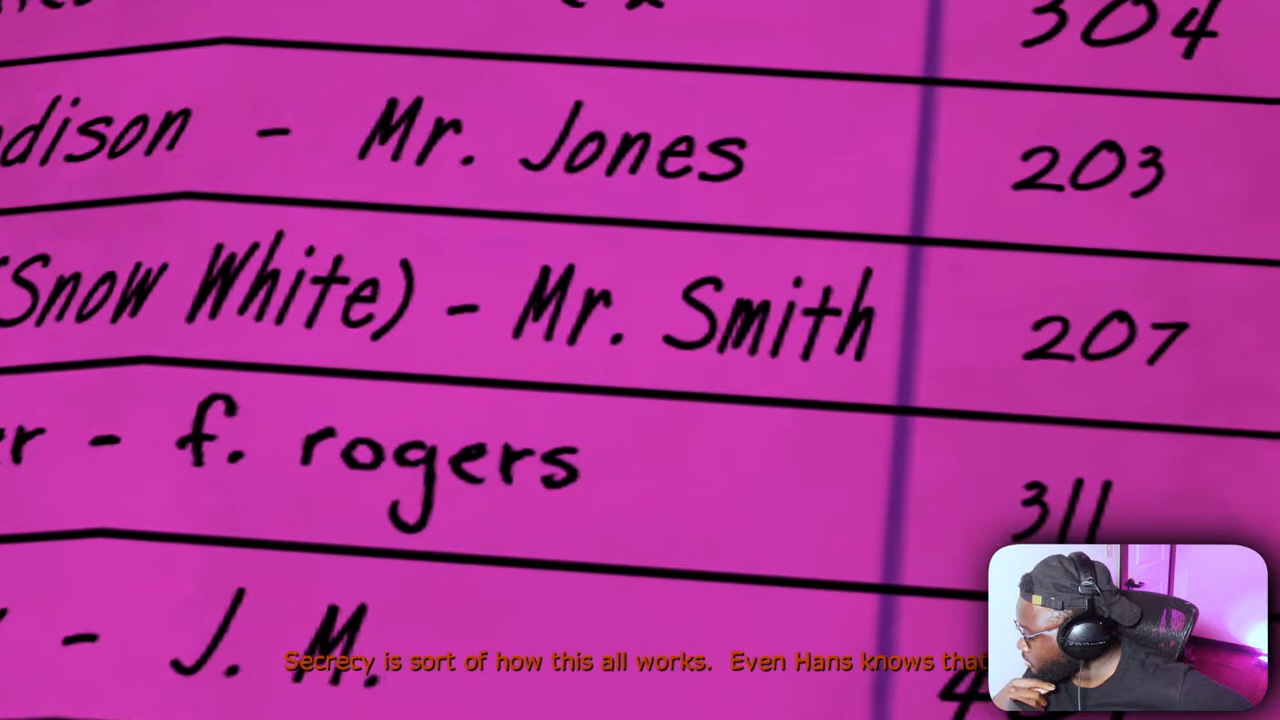 304
dison - Mr. Jones 203
(Snow White) - Mr. Smith 207
er - f. rogers 311
- J. M.
Secrecy is sort of how this all works. Even Hans knows that